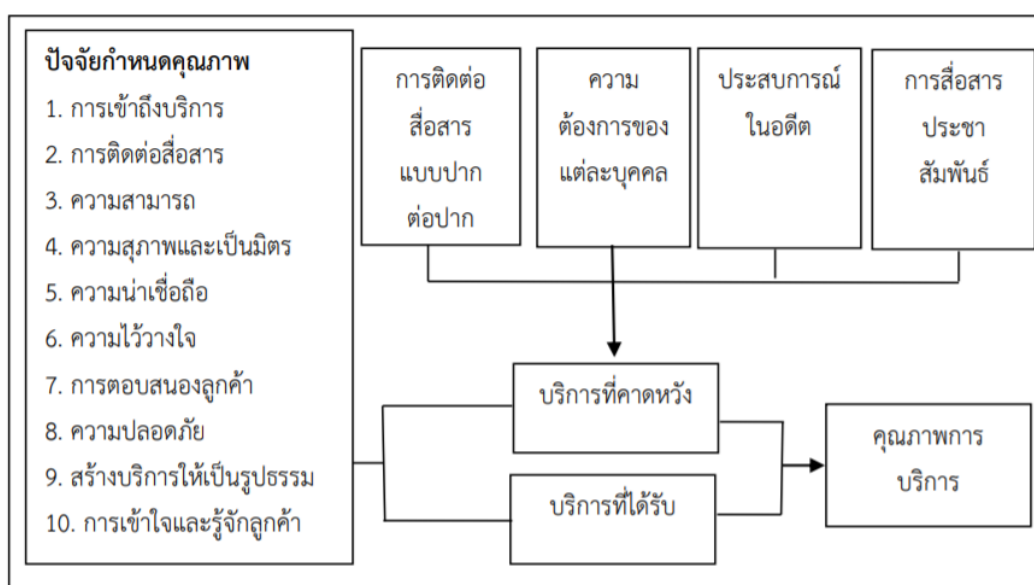 ปัจจัยกำหนดคุณภาพ
1. การเข้าถึงบริการ
2. การติดต่อสื่อสาร
3. ความสามารถ
4. ความสุภาพและเป็นมิตร
5. ความน่าเชื่อถือ
6. ความไว้วางใจ
7. การตอบสนองลูกค้า
8. ความปลอดภัย
9. สร้างบริการให้เป็นรูปธรรม
10. การเข้าใจและรู้จักลูกค้า
การติดต่อ
สื่อสาร
แบบปาก
ต่อปาก
ความ
ต้องการของ
แต่ละบุคคล
ประสบการณ์
ในอดีต
การสื่อสาร
ประชา
สัมพันธ์
บริการที่คาดหวัง
บริการที่ได้รับ
คุณภาพการ
บริการ